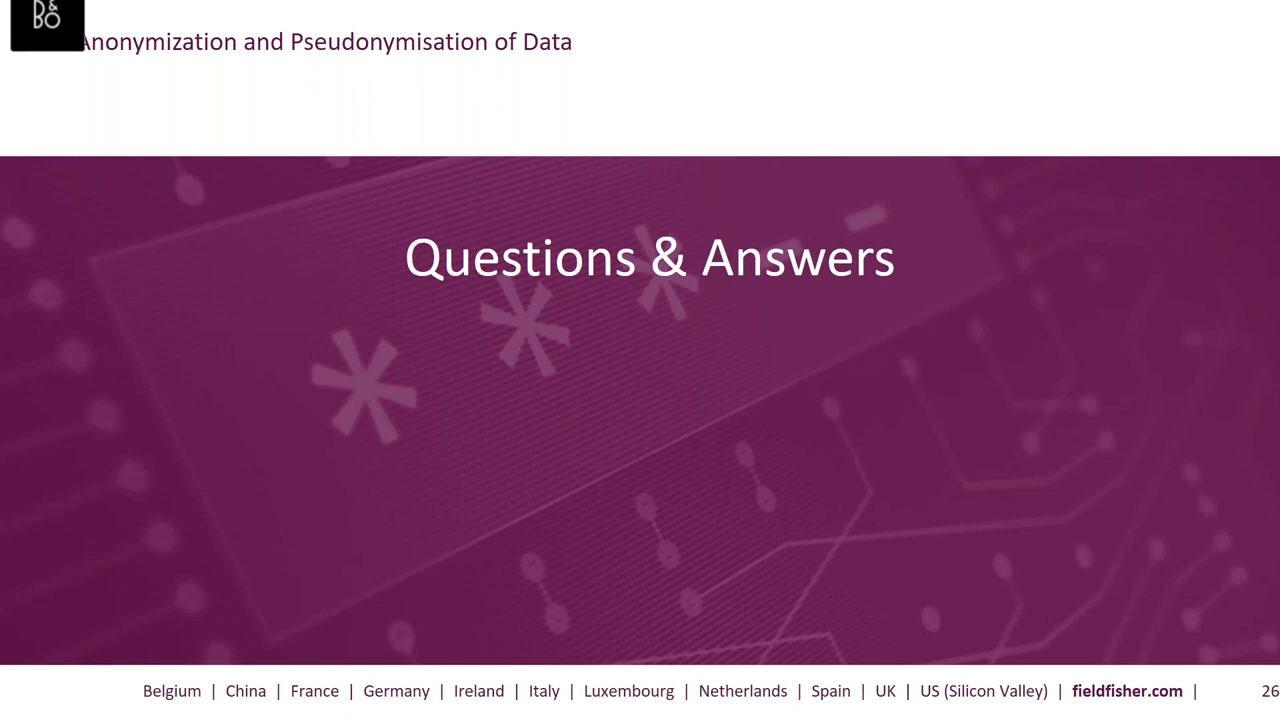 D&
BO
Anonymization and Pseudonymisation of Data
Questions & Answers
Belgium | China | France | Germany | Ireland | Italy | Luxembourg | Netherlands | Spain | UK | US (Silicon Valley) | fieldfisher.com |
26